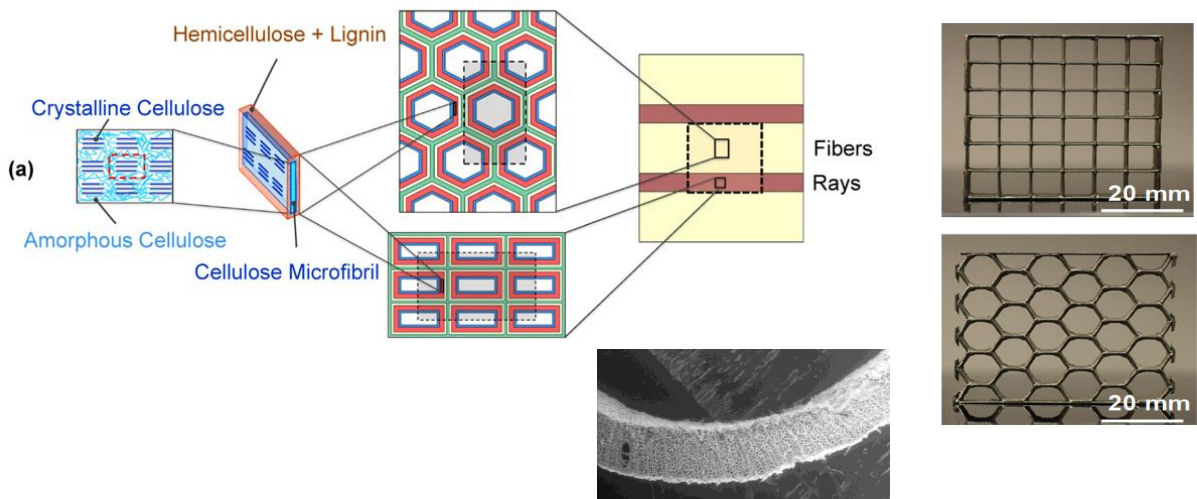 Hemicellulose + Lignin
Crystalline Cellulose
(a)
Fibers
Rays
Amorphous Cellulose
Cellulose Microfibril
20 mm
20 mm